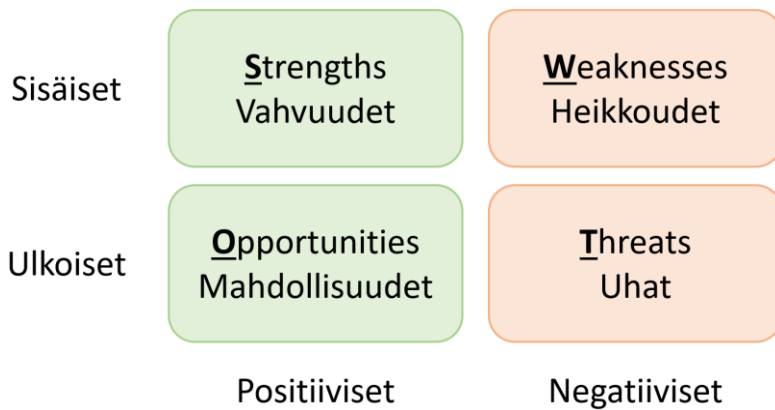 Sisäiset
Strengths
Vahvuudet
Weaknesses
Heikkoudet
Ulkoiset
Opportunities
Mahdollisuudet
Threats
Uhat
Positiiviset
Negatiiviset